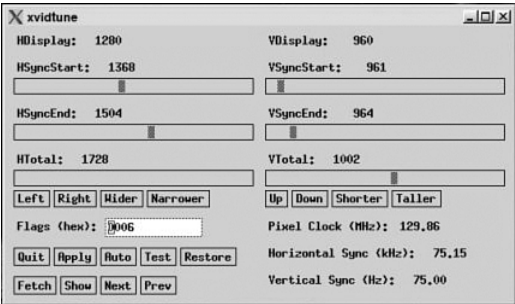 xvidtune
HDisplay: 1280 VDisplay: 960
HSyncStart: 1368 VSyncStart: 961
HSyncEnd: 1504 VSyncEnd: 964
HTotal: 1728 VTotal: 1002
Left Right Wider Narrower Up Down Shorter Taller
Flags (hex): 0006 Pixel Clock (MHz): 129.86
Quit Apply Auto Test Restore Horizontal Sync (kHz): 75.15
Fetch Show Next Prev Vertical Sync (Hz): 75.00